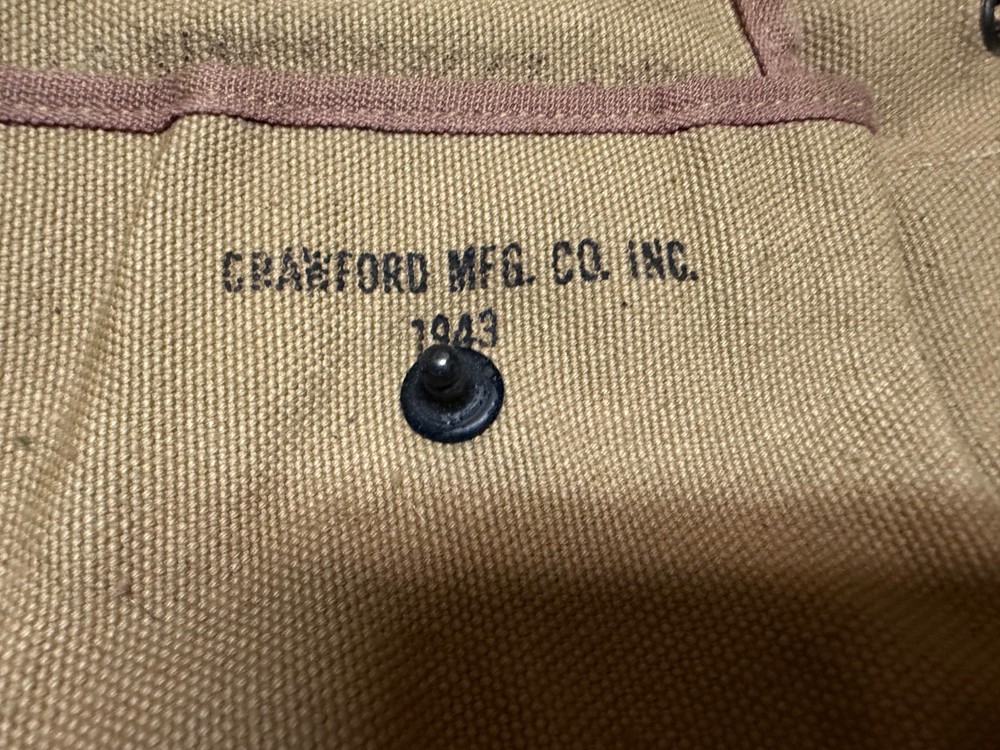 CRAWFORD MFG. CO. INC.
1943